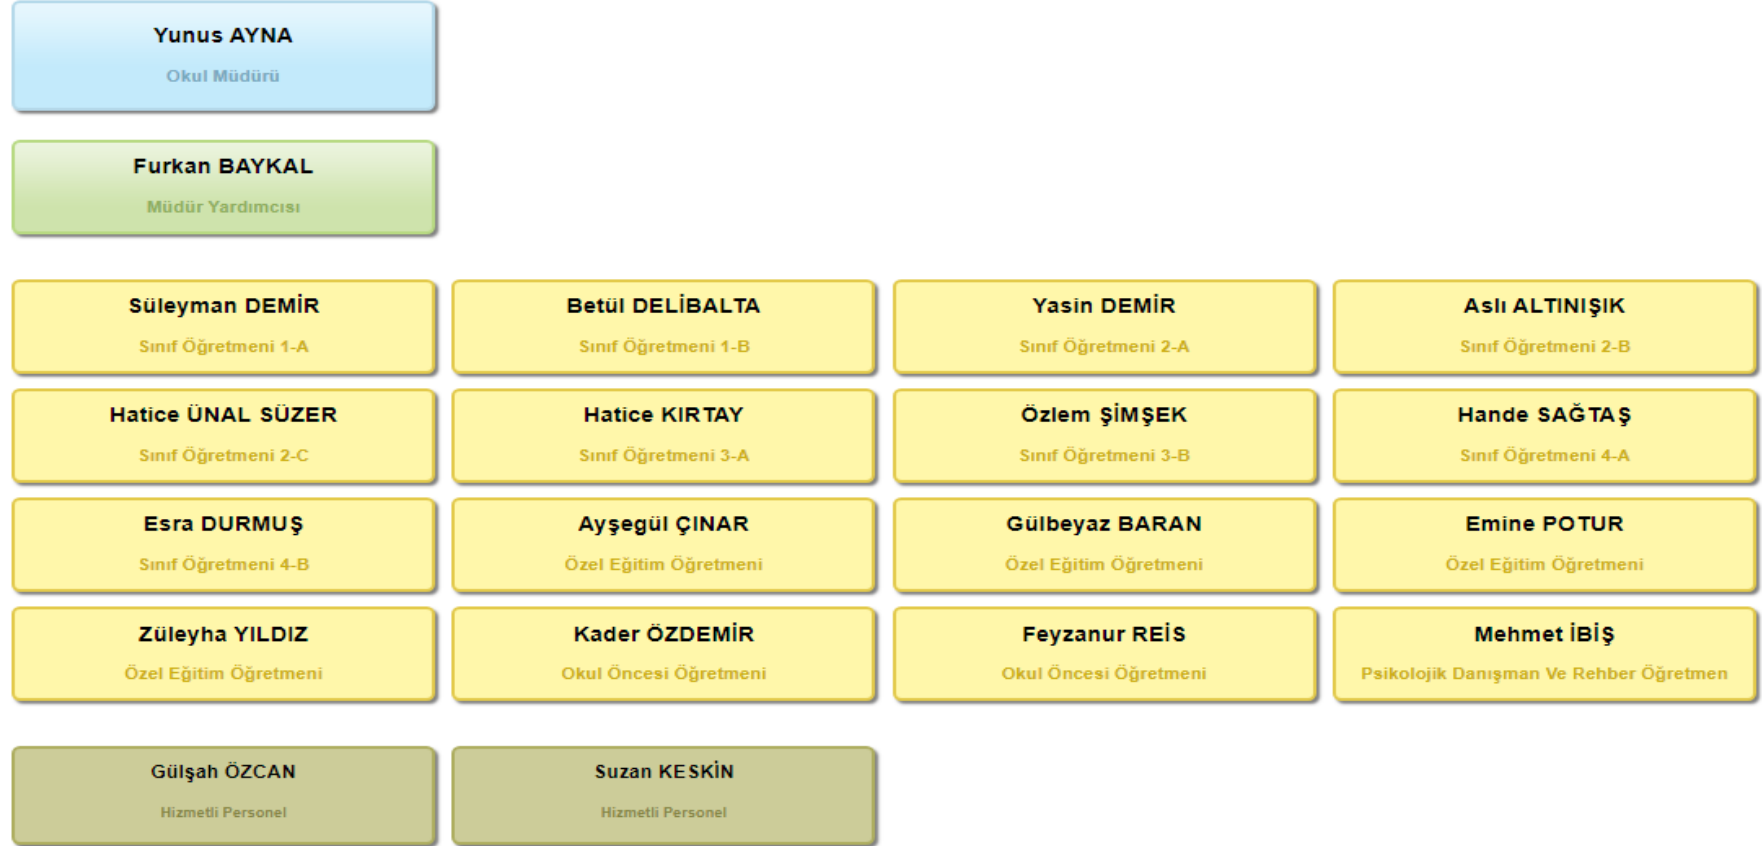 Yunus AYNA
Okul Müdürü
Furkan BAYKAL
Müdür Yardımcısı
Süleyman DEMİR
Sınıf Öğretmeni 1-A
Betül DELİBALTA
Sınıf Öğretmeni 1-B
Yasin DEMİR
Sınıf Öğretmeni 2-A
Aslı ALTINIŞIK
Sınıf Öğretmeni 2-B
Hatice ÜNAL SÜZER
Sınıf Öğretmeni 2-C
Hatice KIRTAY
Sınıf Öğretmeni 3-A
Özlem ŞİMŞEK
Sınıf Öğretmeni 3-B
Hande SAĞTAŞ
Sınıf Öğretmeni 4-A
Esra DURMUŞ
Sınıf Öğretmeni 4-B
Ayşegül ÇINAR
Özel Eğitim Öğretmeni
Gülbeyaz BARAN
Özel Eğitim Öğretmeni
Emine POTUR
Özel Eğitim Öğretmeni
Züleyha YILDIZ
Özel Eğitim Öğretmeni
Kader ÖZDEMİR
Okul Öncesi Öğretmeni
Feyzanur REİS
Okul Öncesi Öğretmeni
Mehmet İBİŞ
Psikolojik Danışman Ve Rehber Öğretmen
Gülşah ÖZCAN
Hizmetli Personel
Suzan KESKİN
Hizmetli Personel